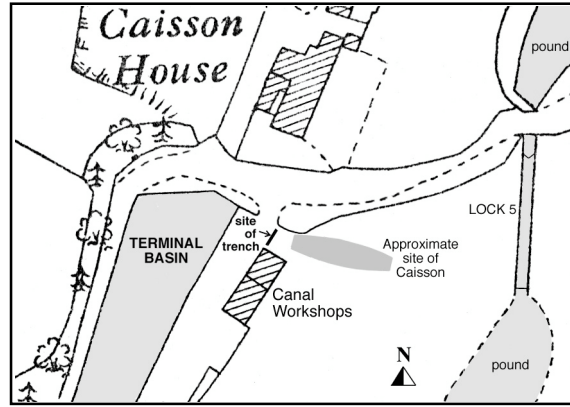 Caisson
House
pound
LOCK 5
site
of
trench
TERMINAL
BASIN
Approximate
site of
Caisson
Canal
Workshops
N
pound